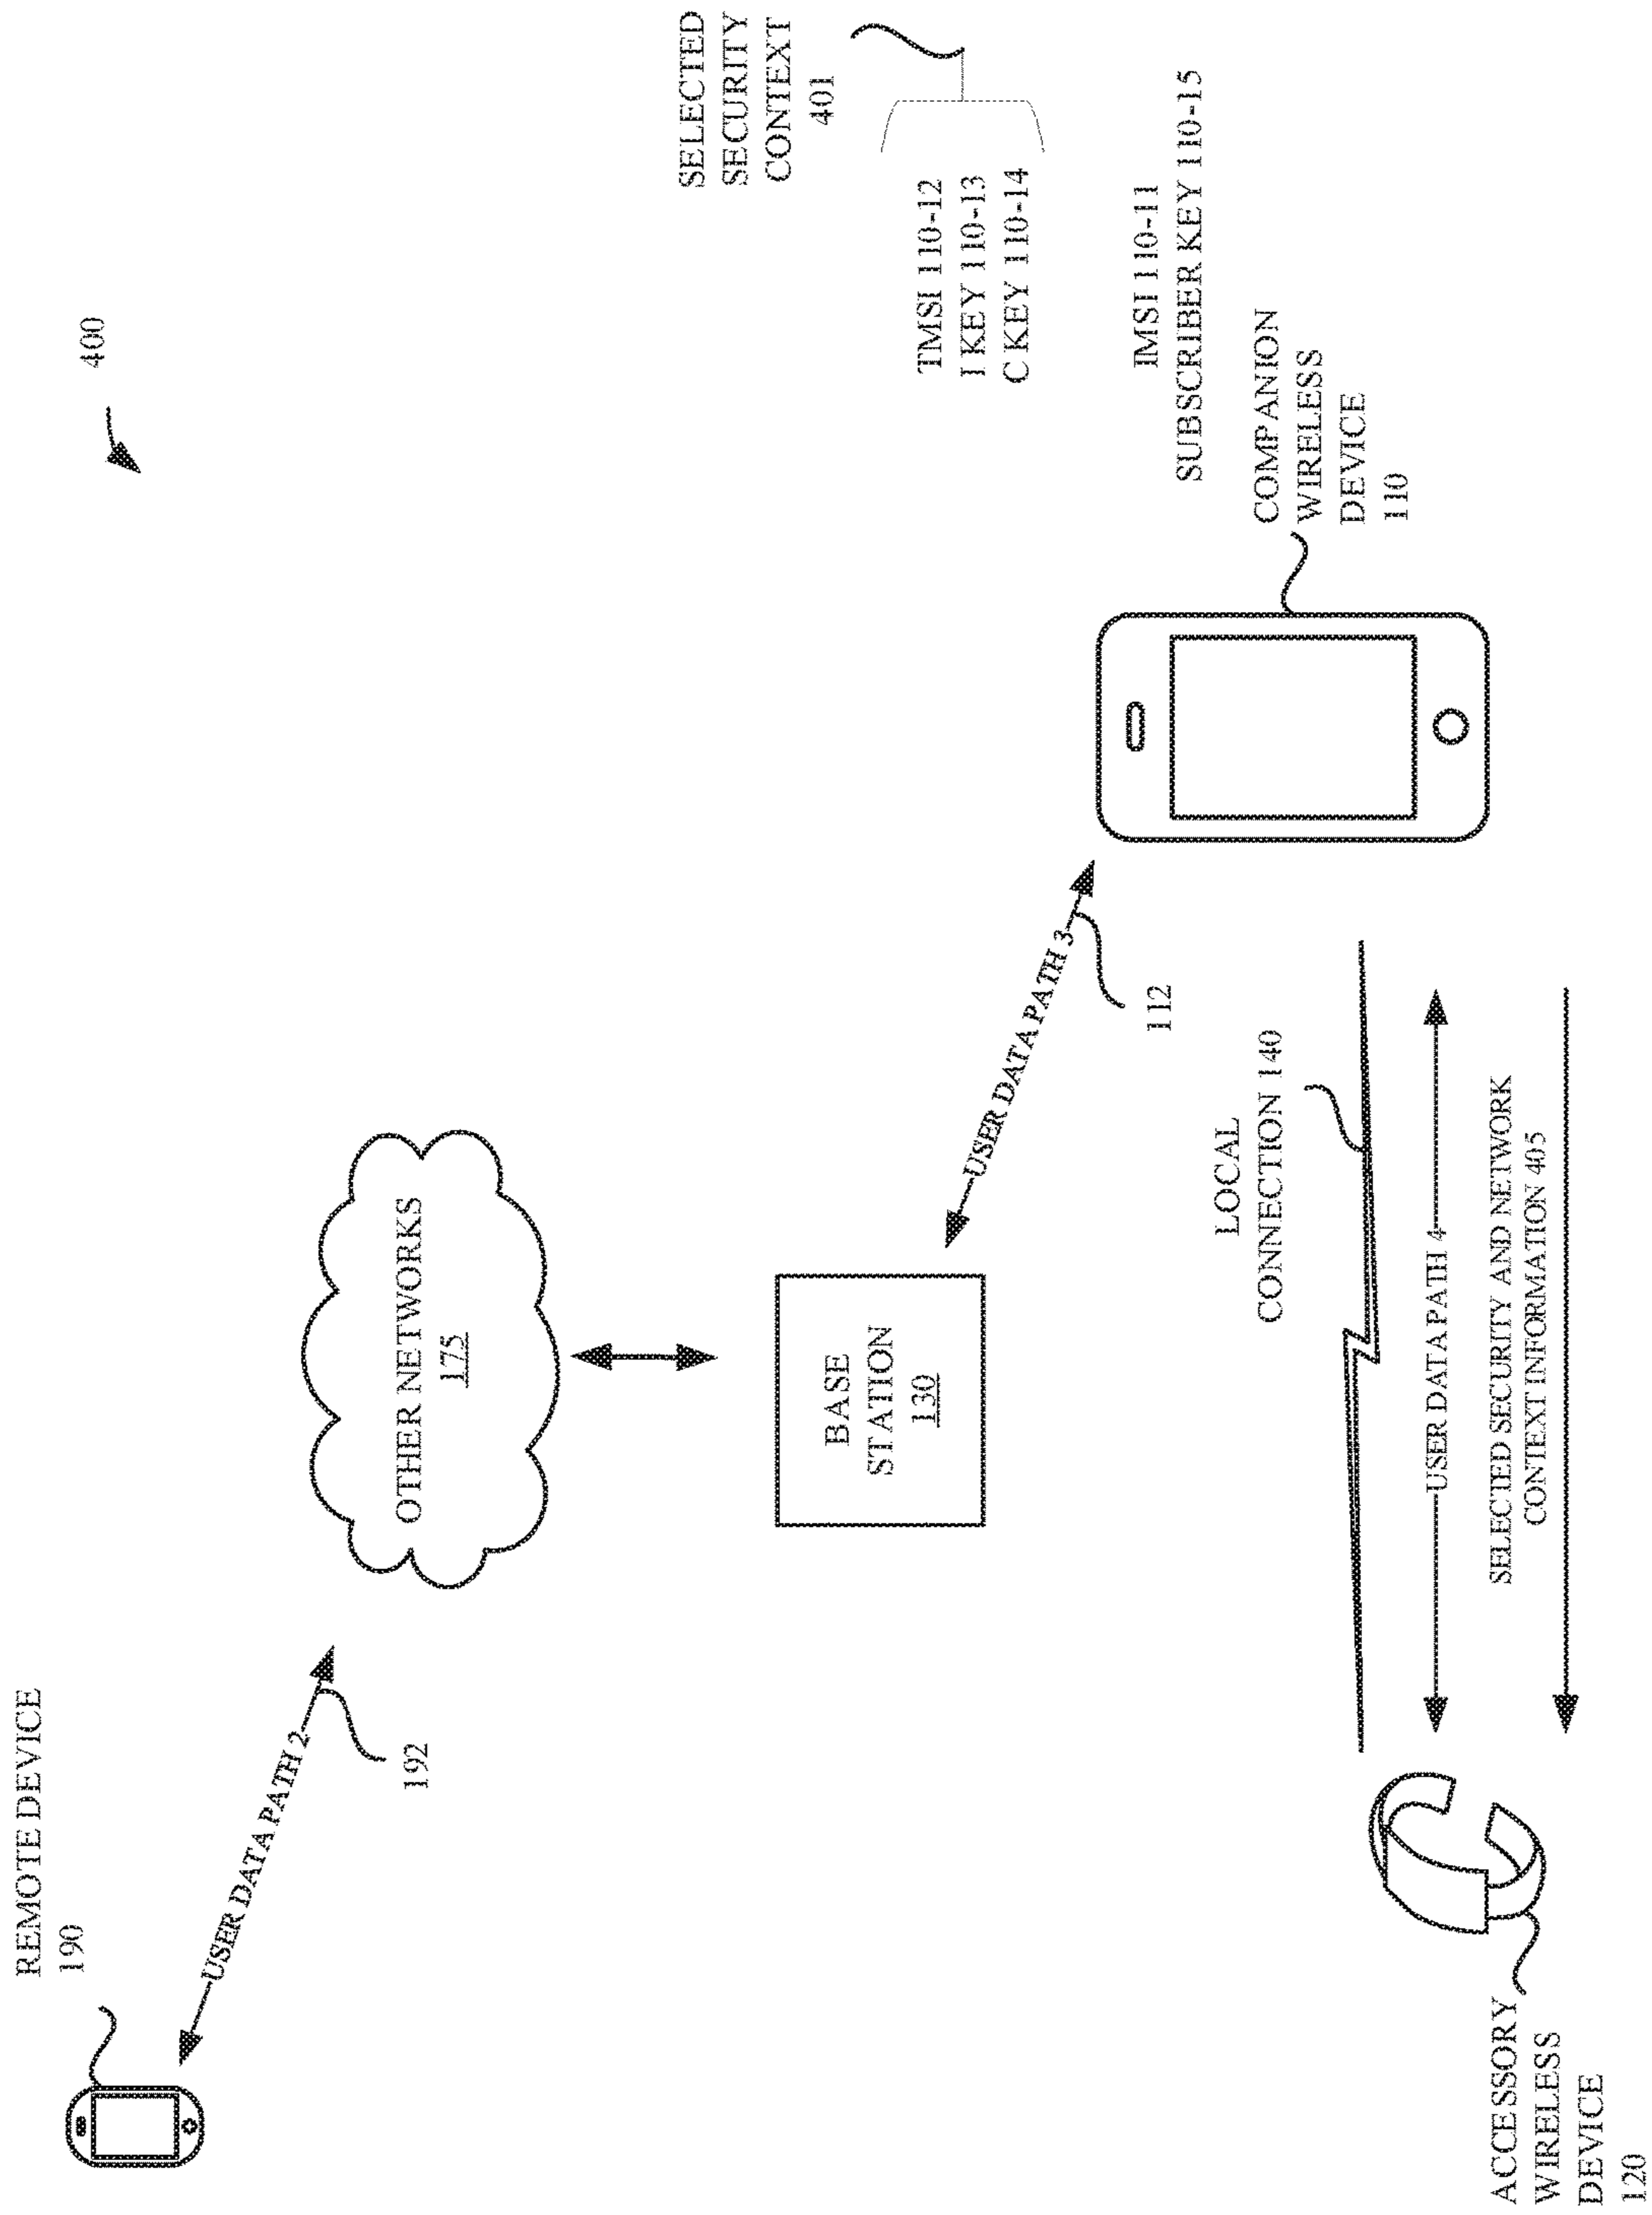 400
REMOTE DEVICE
190
USER DATA PATH 2
192
OTHER NETWORKS
175
BASE
STATION
130
USER DATA PATH 3
112
SELECTED
SECURITY
CONTEXT
401
TMSI 110-12
I KEY 110-13
C KEY 110-14
IMSI 110-11
SUBSCRIBER KEY 110-15
COMPANION
WIRELESS
DEVICE
110
LOCAL
CONNECTION 140
USER DATA PATH 4
SELECTED SECURITY AND NETWORK
CONTEXT INFORMATION 405
ACCESSORY
WIRELESS
DEVICE
120